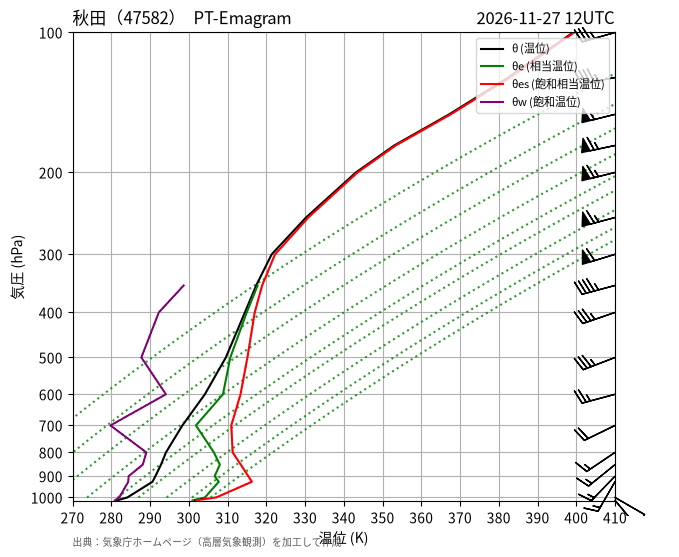 秋田（47582） PT-Emagram
2026-11-27 12UTC
θ (温位)
θe (相当温位)
θes (飽和相当温位)
θw (飽和温位)
気圧 (hPa)
100
200
300
400
500
600
700
800
900
1000
270 280 290 300 310 320 330 340 350 360 370 380 390 400 410
温位 (K)
出典：気象庁ホームページ（高層気象観測）を加工して作成